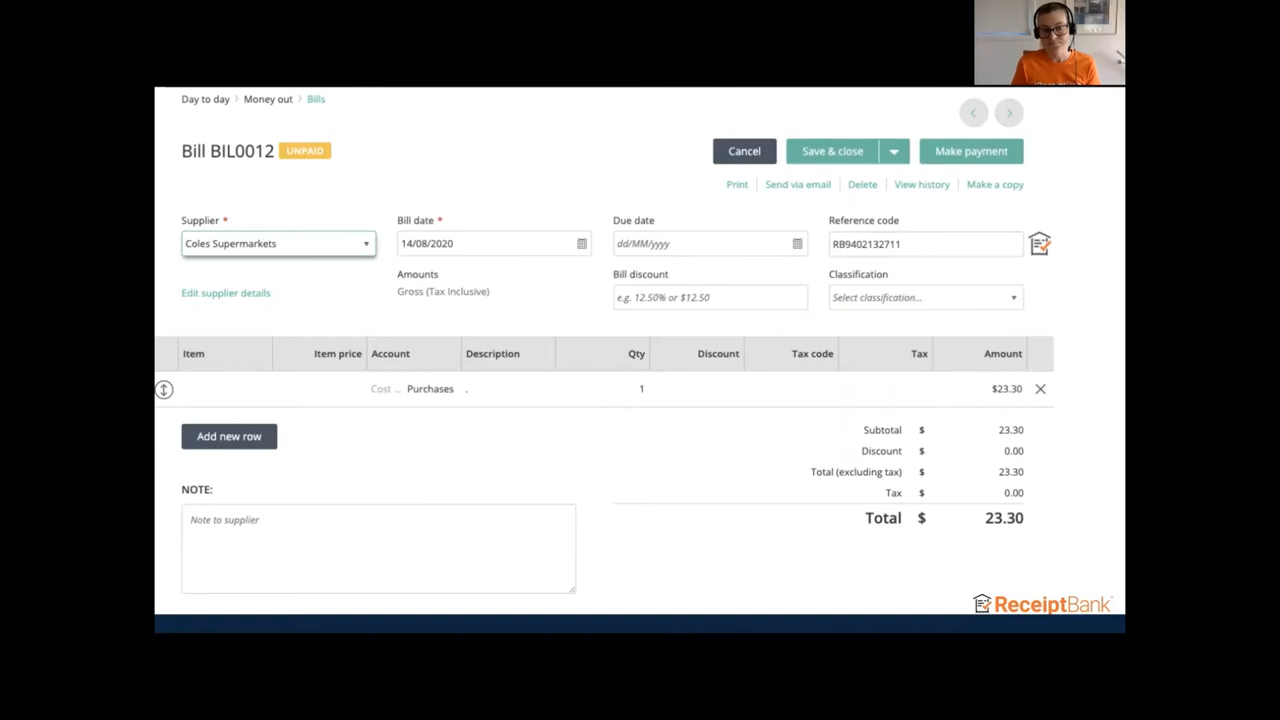 Day to day > Money out > Bills
Bill BIL0012 UNPAID
Cancel Save & close Make payment
Print Send via email Delete View history Make a copy
Supplier * Bill date * Due date Reference code
Coles Supermarkets 14/08/2020 dd/MM/yyyy RB9402132711
Amounts Bill discount Classification
Edit supplier details Gross (Tax Inclusive) e.g. 12.50% or $12.50 Select classification...
Item Item price Account Description Qty Discount Tax code Tax Amount
Cost ... Purchases . 1 $23.30
Add new row
Subtotal $ 23.30
Discount $ 0.00
Total (excluding tax) $ 23.30
Tax $ 0.00
Total $ 23.30
NOTE:
Note to supplier
ReceiptBank